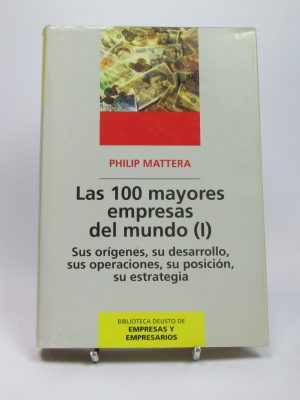 PHILIP MATTERA
Las 100 mayores
empresas
del mundo (I)
Sus orígenes, su desarrollo,
sus operaciones, su posición,
su estrategia
BIBLIOTECA DEUSTO DE
EMPRESAS Y
EMPRESARIOS